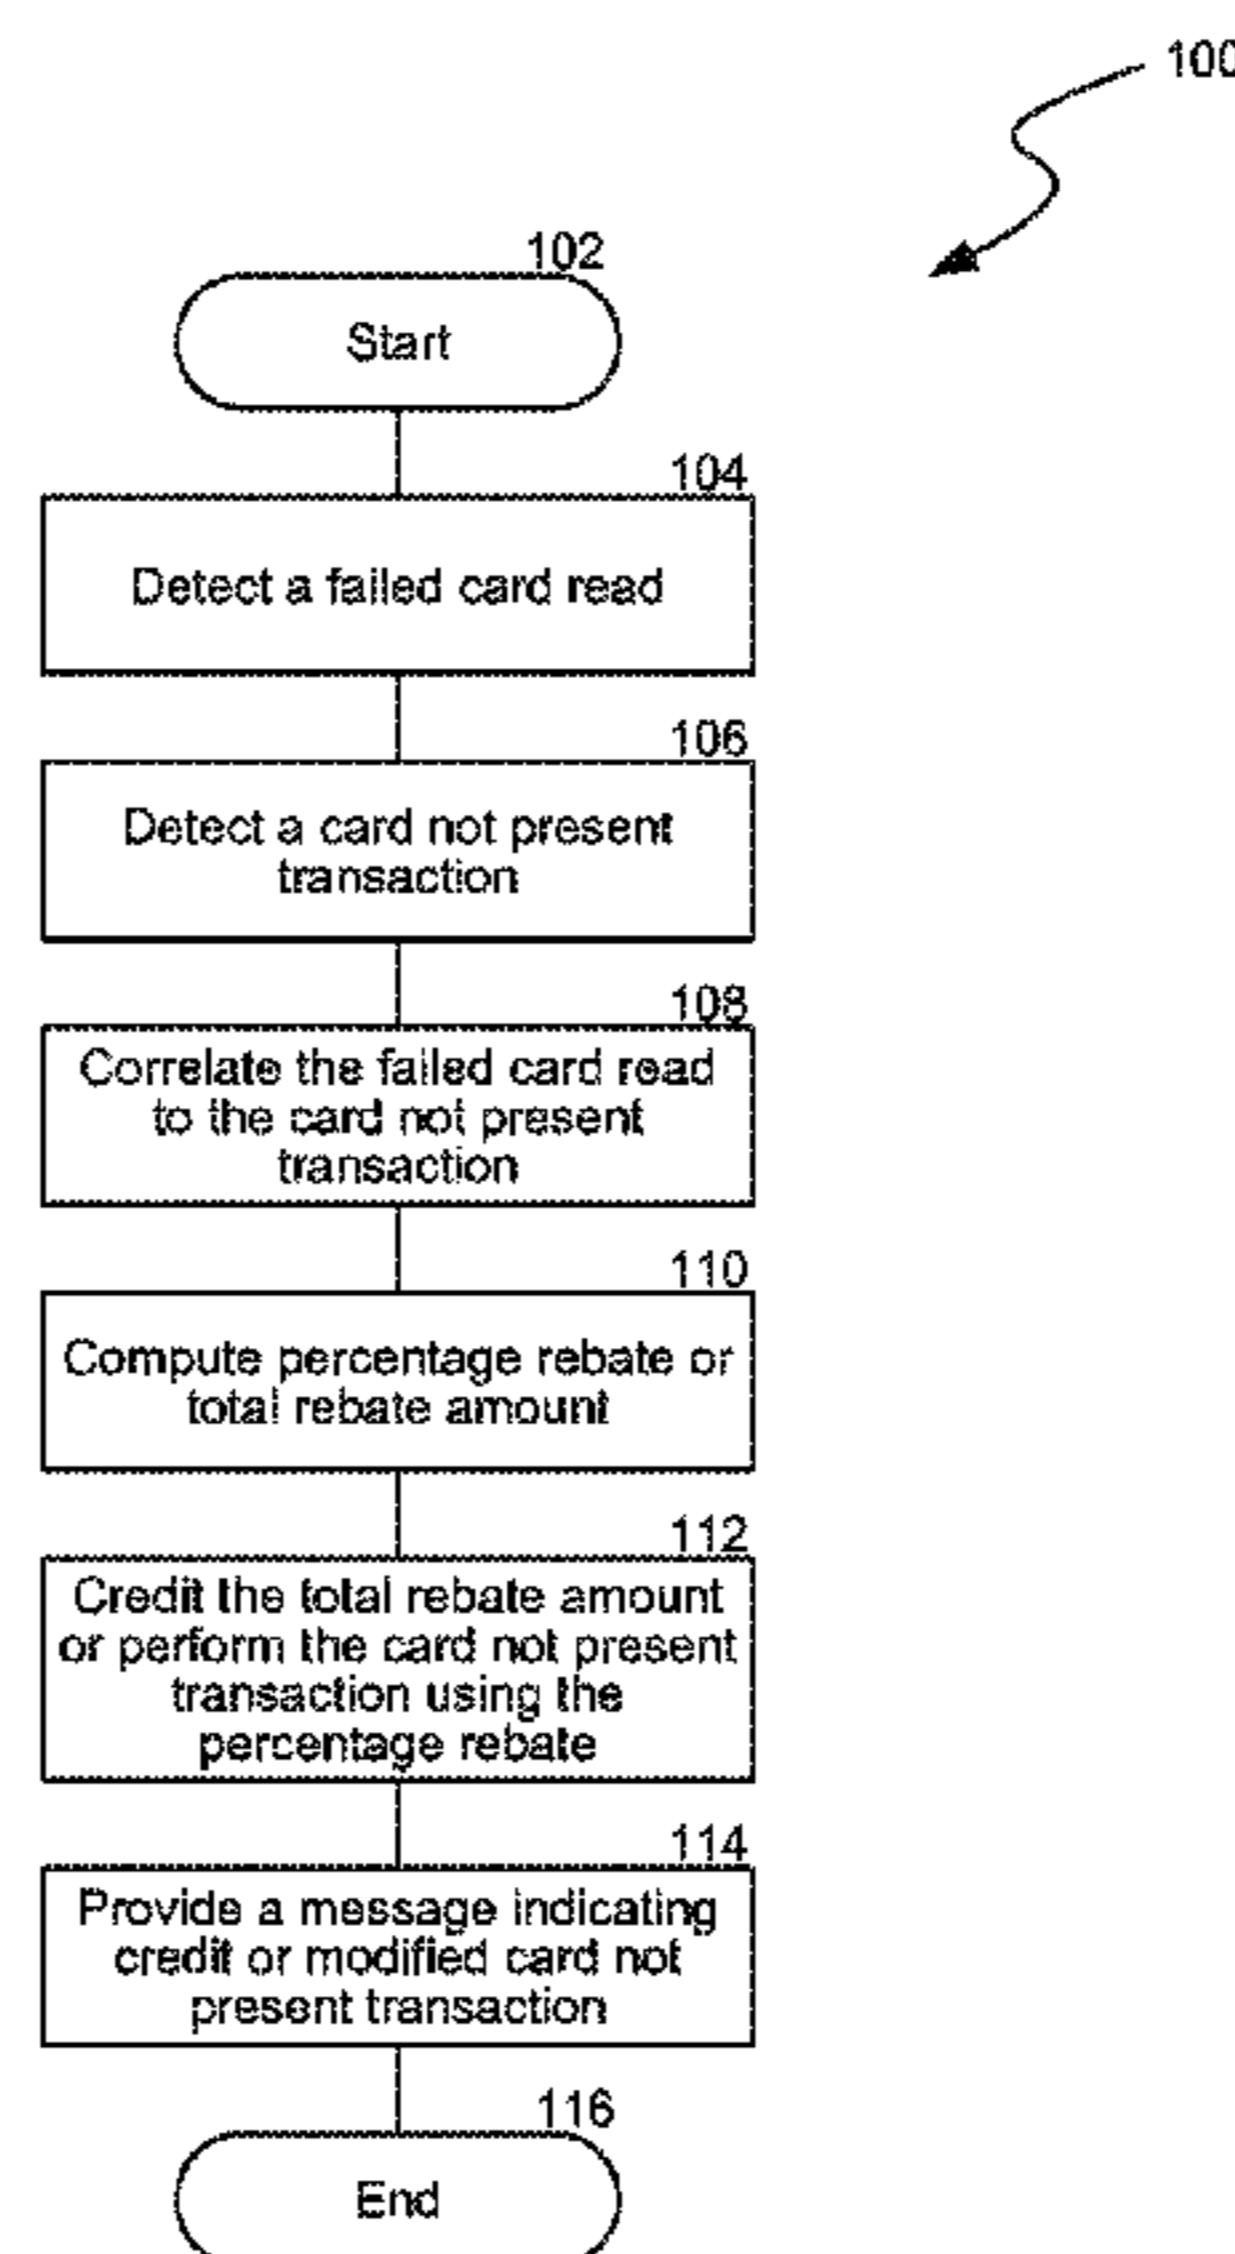 100
102
Start
104
Detect a failed card read
106
Detect a card not present
transaction
108
Correlate the failed card read
to the card not present
transaction
110
Compute percentage rebate or
total rebate amount
112
Credit the total rebate amount
or perform the card not present
transaction using the
percentage rebate
114
Provide a message indicating
credit or modified card not
present transaction
116
End